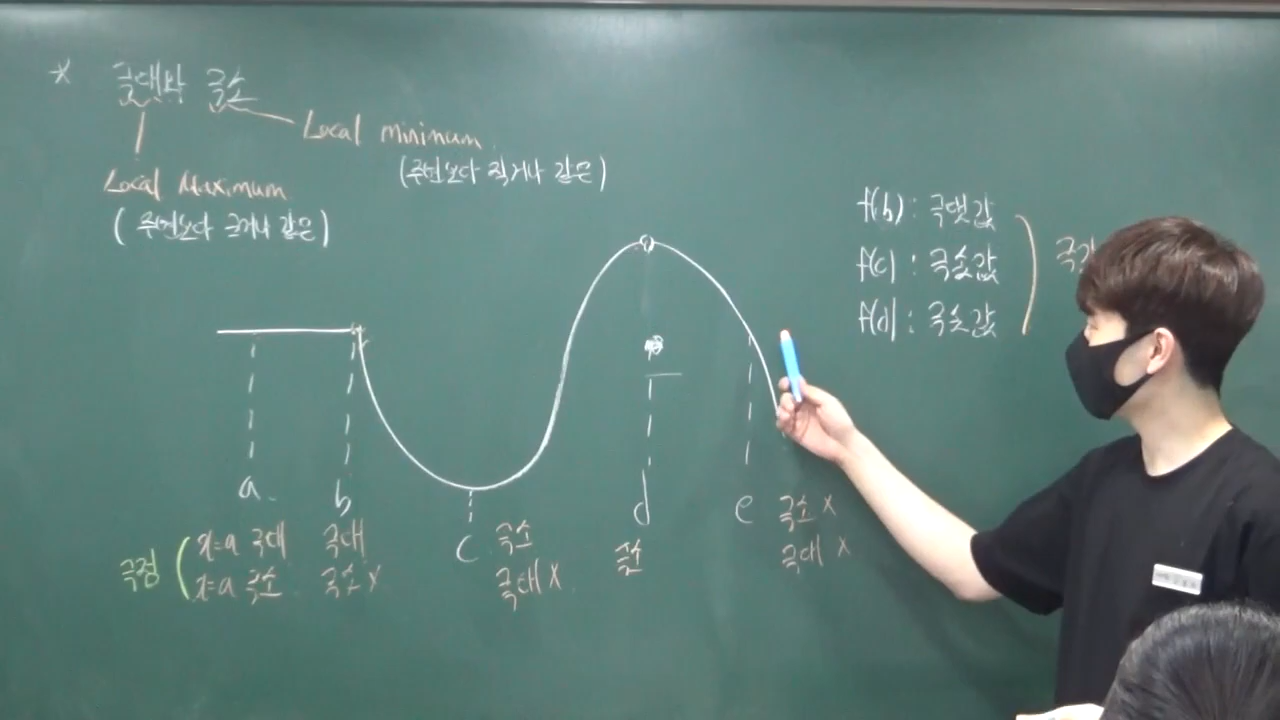 * 극대와 극소
Local minimum
(주변보다 작거나 같은)
Local Maximum
(주변보다 크거나 같은)
f(b) : 극댓값
f(c) : 극솟값
f(d) : 극솟값
a b c d e
극점
x=a 극대
x=a 극소
극대
극소 x
극소
극대 x
극소 x
극대 x